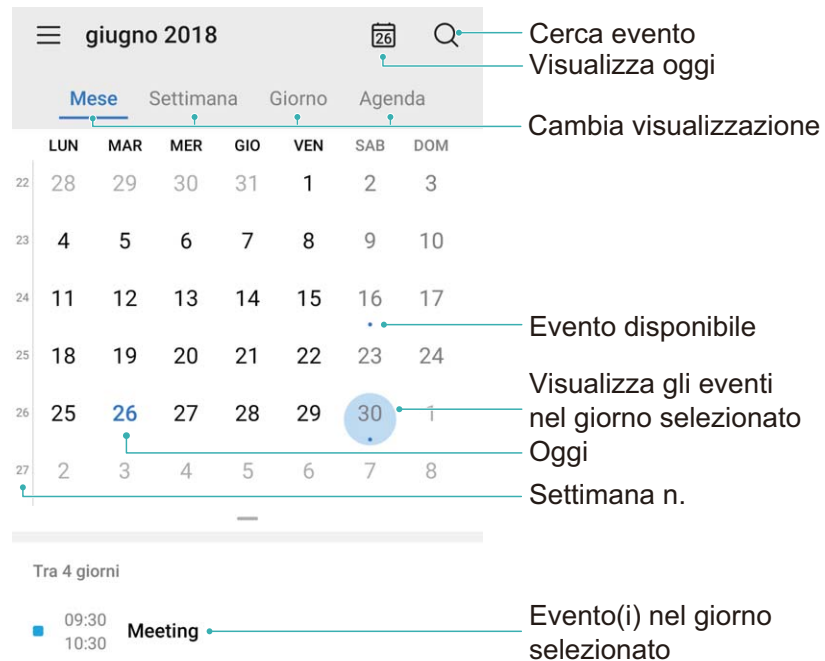 giugno 2018
26
Cerca evento
Visualizza oggi
Mese Settimana Giorno Agenda
Cambia visualizzazione
LUN MAR MER GIO VEN SAB DOM
22 28 29 30 31 1 2 3
23 4 5 6 7 8 9 10
24 11 12 13 14 15 16 17
Evento disponibile
25 18 19 20 21 22 23 24
Visualizza gli eventi
nel giorno selezionato
26 25 26 27 28 29 30 1
Oggi
27 2 3 4 5 6 7 8
Settimana n.
Tra 4 giorni
09:30
10:30
Meeting
Evento(i) nel giorno
selezionato